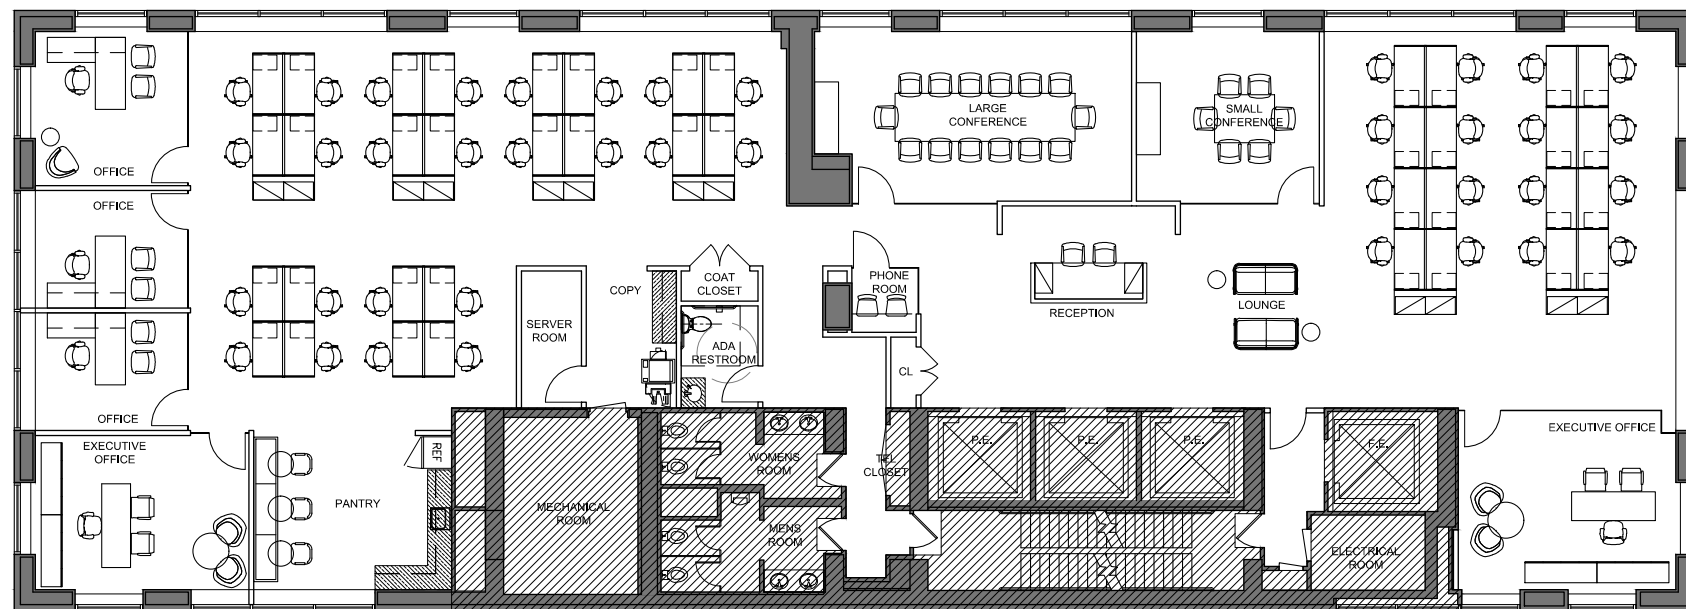 OFFICE
OFFICE
OFFICE
EXECUTIVE
OFFICE
PANTRY
REF
SERVER
ROOM
COPY
COAT
CLOSET
ADA
RESTROOM
MECHANICAL
ROOM
WOMENS
ROOM
MENS
ROOM
TEL
CLOSET
PHONE
ROOM
CL
LARGE
CONFERENCE
SMALL
CONFERENCE
RECEPTION
LOUNGE
P.E.
P.E.
P.E.
F.E.
ELECTRICAL
ROOM
EXECUTIVE OFFICE